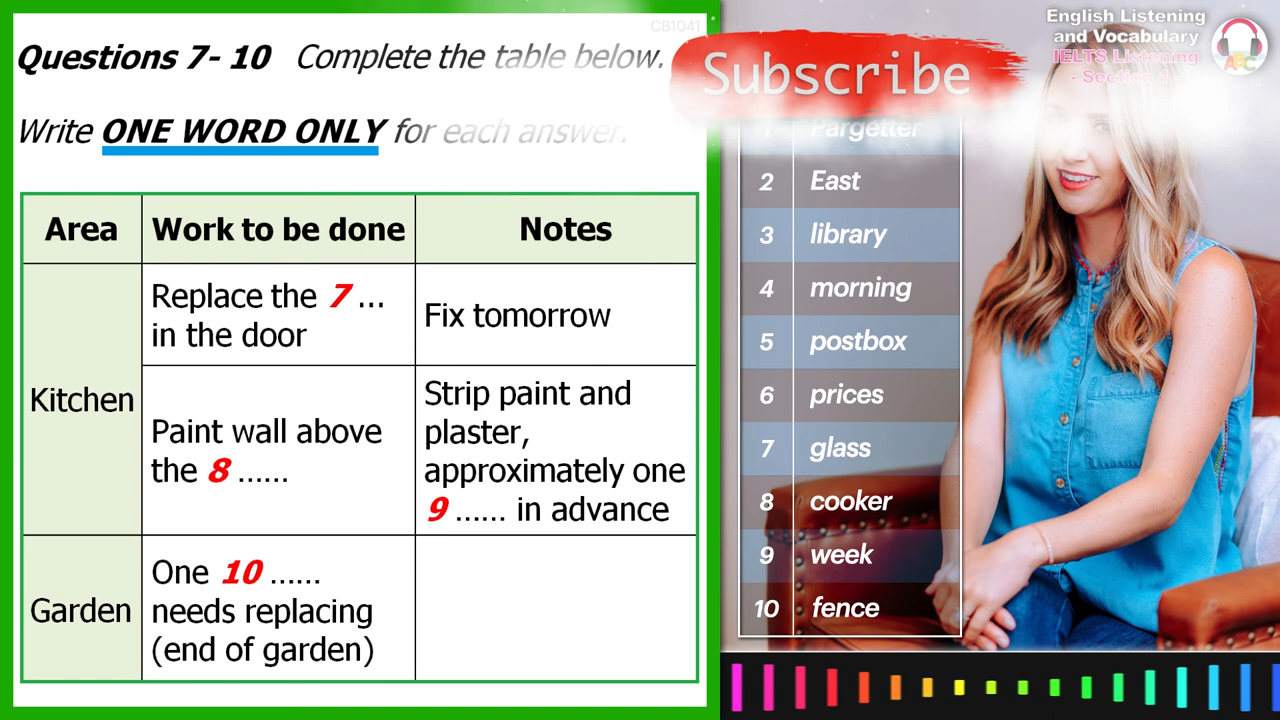 CB1041
Questions 7- 10 Complete the table below.
Write ONE WORD ONLY for each answer.
Area Work to be done Notes
Kitchen
Replace the 7 ...
in the door
Fix tomorrow
Paint wall above
the 8 ......
Strip paint and
plaster,
approximately one
9 ...... in advance
Garden
One 10 ......
needs replacing
(end of garden)
Subscribe
English Listening
and Vocabulary
IELTS Listening
ABC
1 Pargetter
2 East
3 library
4 morning
5 postbox
6 prices
7 glass
8 cooker
9 week
10 fence